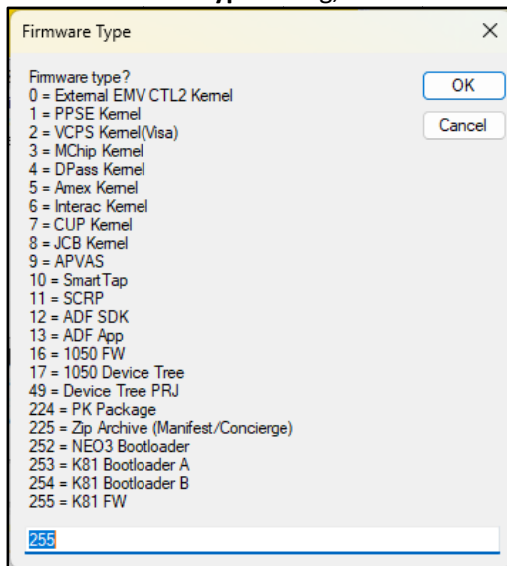 Firmware Type
Firmware type?
0 = External EMV CTL2 Kernel
1 = PPSE Kernel
2 = VCPS Kernel(Visa)
3 = MChip Kernel
4 = DPass Kernel
5 = Amex Kernel
6 = Interac Kernel
7 = CUP Kernel
8 = JCB Kernel
9 = APVAS
10 = SmartTap
11 = SCRP
12 = ADF SDK
13 = ADF App
16 = 1050 FW
17 = 1050 Device Tree
49 = Device Tree PRJ
224 = PK Package
225 = Zip Archive (Manifest/Concierge)
252 = NEO3 Bootloader
253 = K81 Bootloader A
254 = K81 Bootloader B
255 = K81 FW
OK
Cancel
255